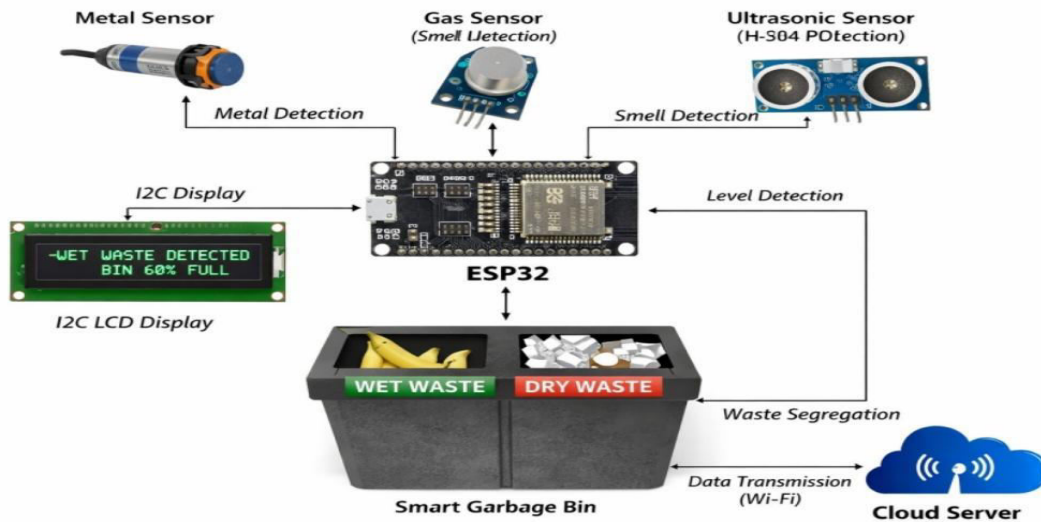 Metal Sensor
Gas Sensor
(Smell Detection)
Ultrasonic Sensor
(H-S04 PDtection)
Metal Detection
Smell Detection
I2C Display
Level Detection
-WET WASTE DETECTED
BIN 60% FULL
ESP32
I2C LCD Display
WET WASTE
DRY WASTE
Waste Segregation
Data Transmission
(Wi-Fi)
Smart Garbage Bin
Cloud Server